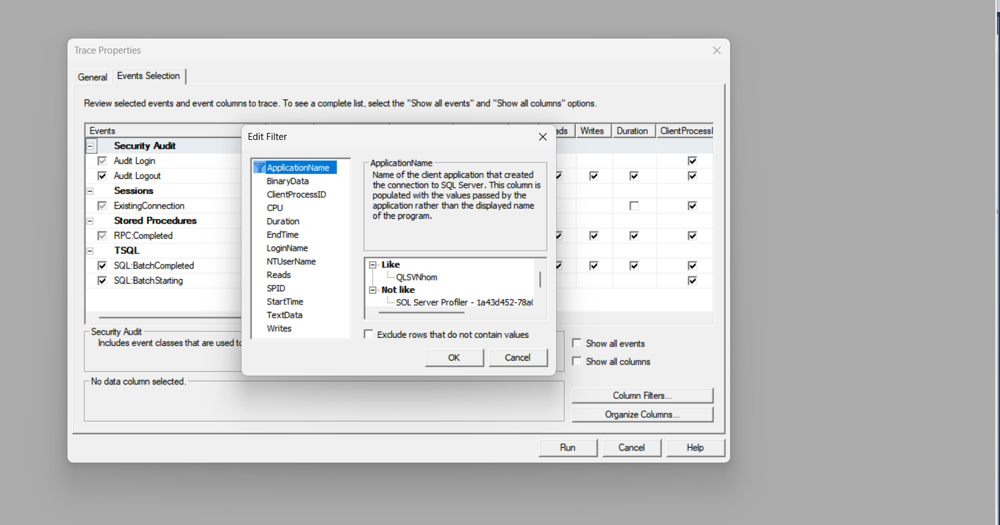 Trace Properties
General
Events Selection
Review selected events and event columns to trace. To see a complete list, select the "Show all events" and "Show all columns" options.
Events
Writes
Duration
Security Audit
Audit Login
Audit Logout
Sessions
ExistingConnection
Stored Procedures
RPC:Completed
TSQL
SQL:BatchCompleted
SQL:BatchStarting
Edit Filter
ApplicationName
BinaryData
ClientProcessID
CPU
Duration
EndTime
LoginName
NTUserName
Reads
SPID
StartTime
TextData
Writes
ApplicationName
Name of the client application that created
the connection to SQL Server. This column is
populated with the values passed by the
application rather than the displayed name
of the program.
Like
QLSVNhom
Not like
SQL Server Profiler - 1a43d452-78a
Exclude rows that do not contain values
OK
Cancel
Security Audit
Includes event classes that are used to
Show all events
Show all columns
No data column selected.
Column Filters...
Organize Columns...
Run
Cancel
Help